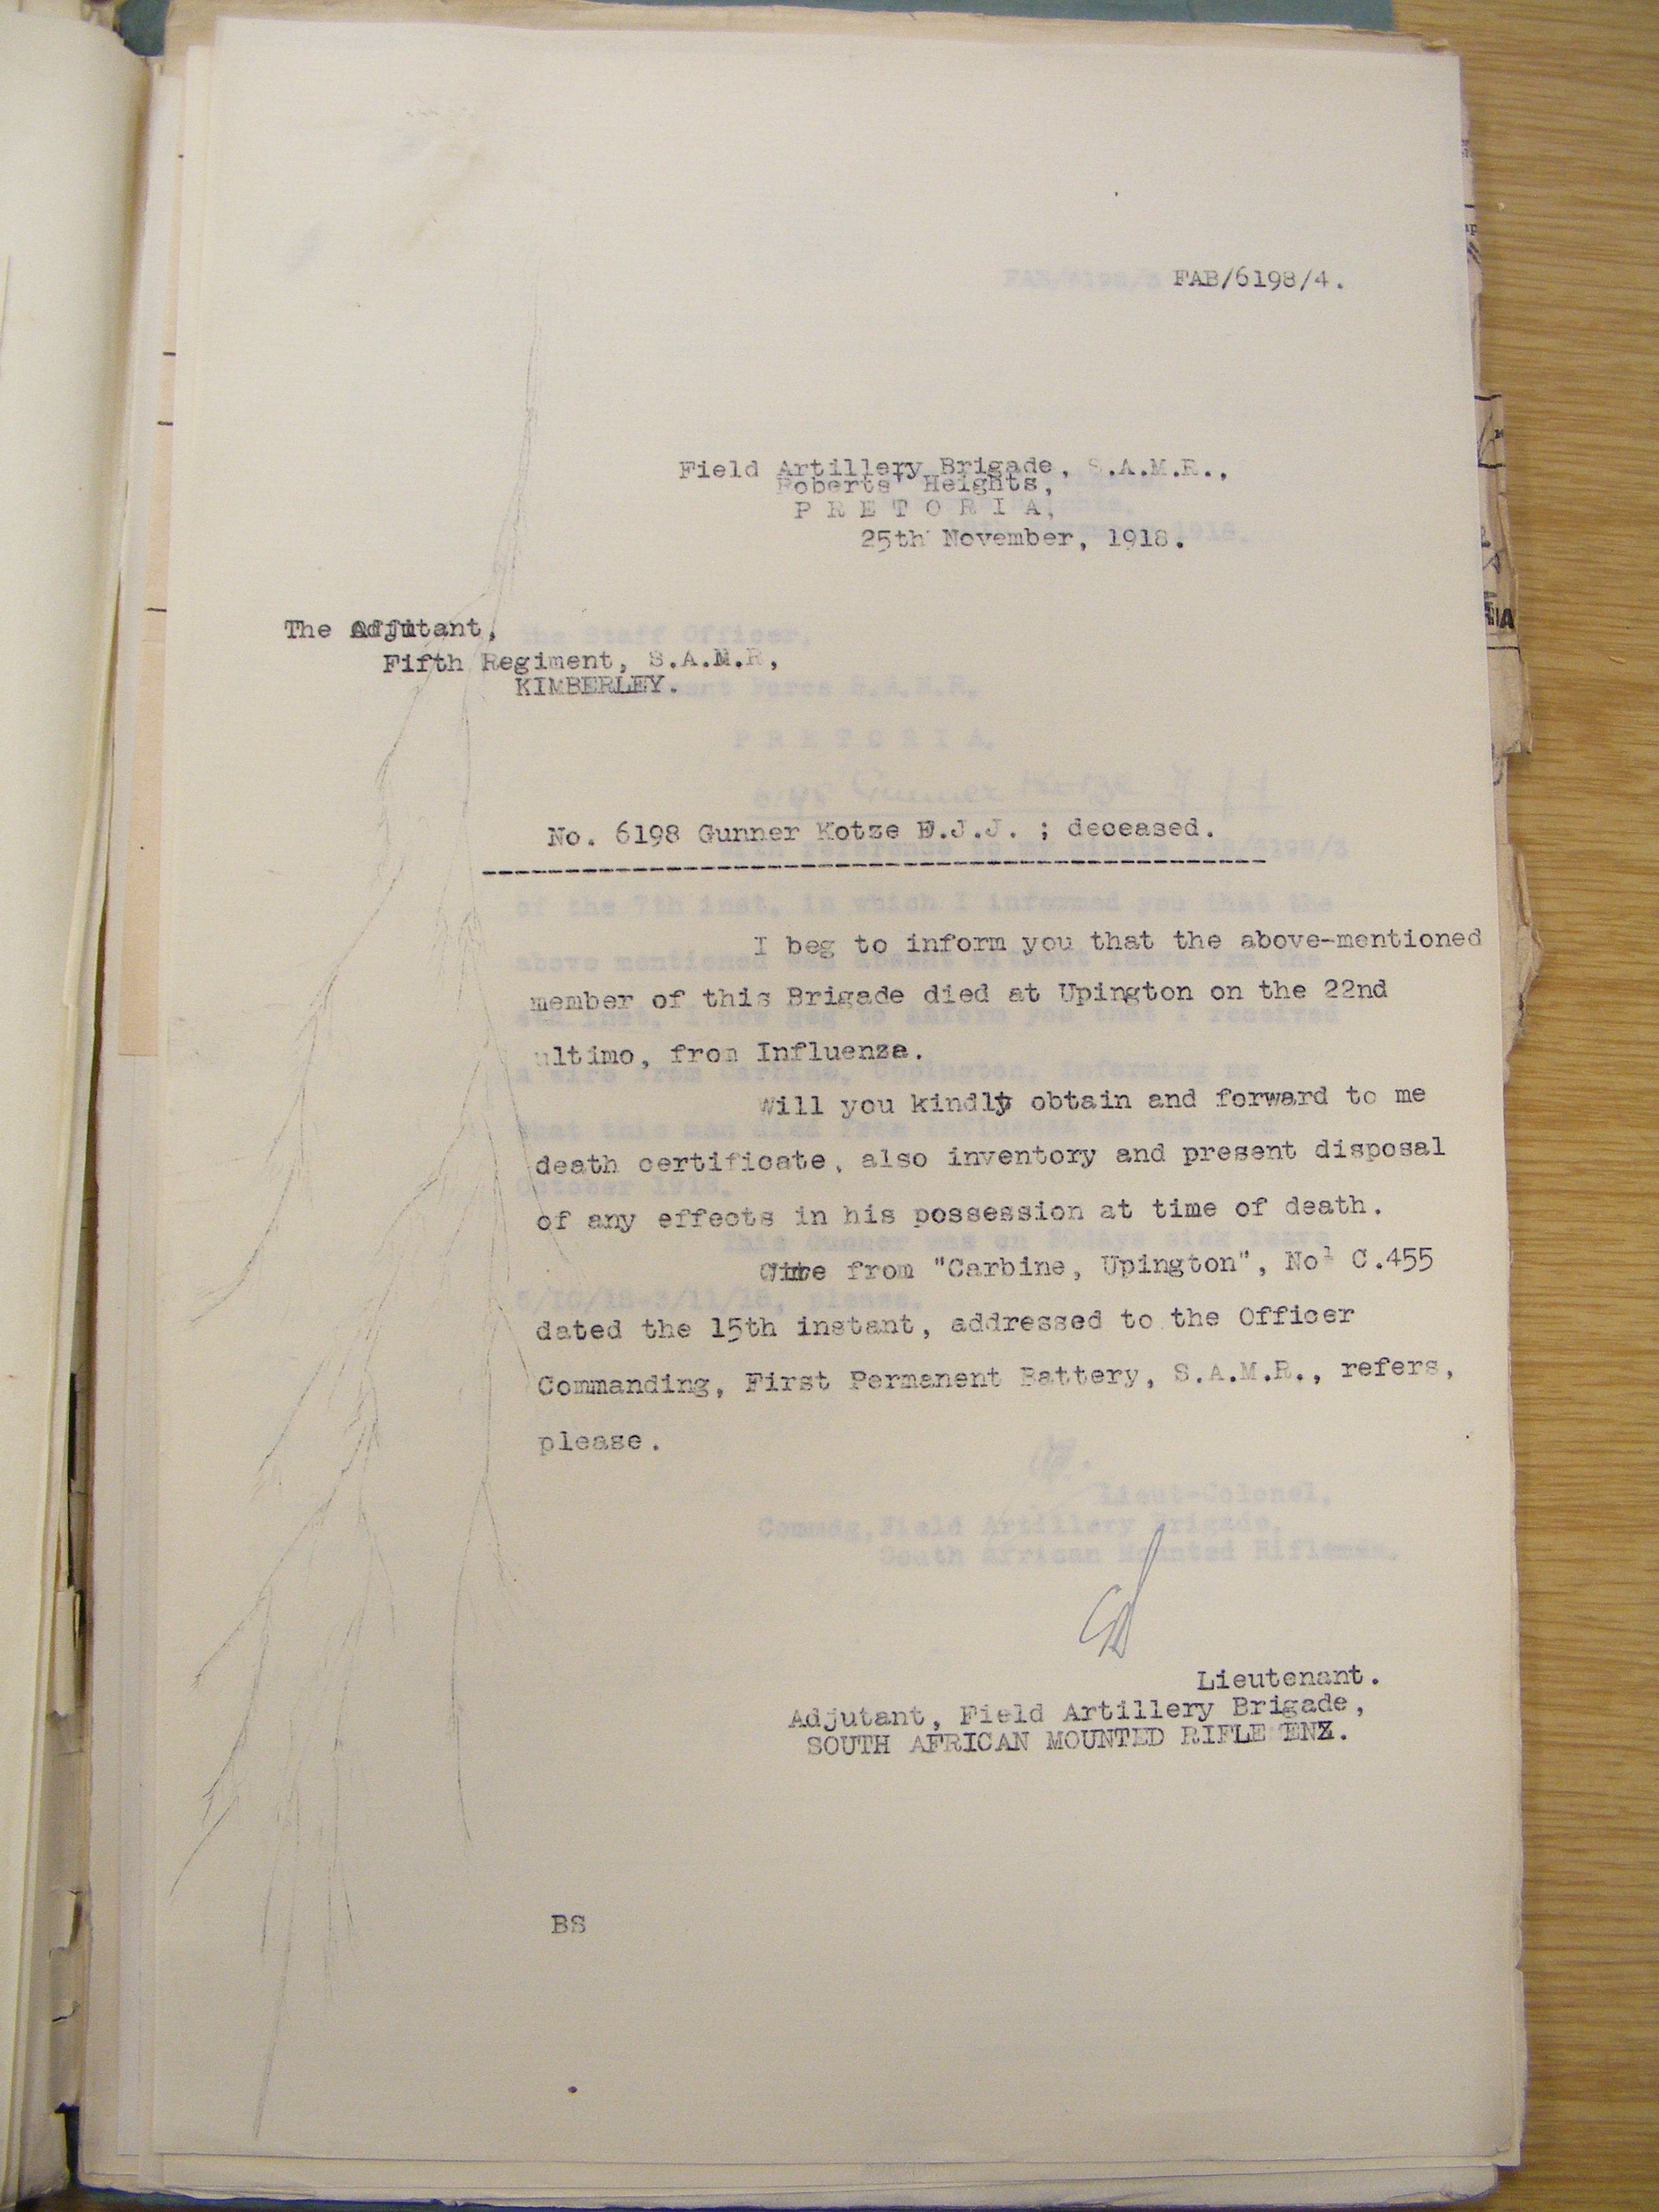 FAB/6198/4.
Field Artillery Brigade, S.A.M.R.,
Roberts' Heights,
P R E T O R I A,
25th November, 1918.
The Adjutant,
Fifth Regiment, S.A.M.R,
KIMBERLEY.
No. 6198 Gunner Kotze E.J.J. ; deceased.
I beg to inform you that the above-mentioned
member of this Brigade died at Upington on the 22nd
ultimo, from Influenza.
Will you kindly obtain and forward to me
death certificate, also inventory and present disposal
of any effects in his possession at time of death.
Wire from "Carbine, Upington", No C.455
dated the 15th instant, addressed to the Officer
Commanding, First Permanent Battery, S.A.M.R., refers,
please.
Lieutenant.
Adjutant, Field Artillery Brigade,
SOUTH AFRICAN MOUNTED RIFLEMENZ.
BS